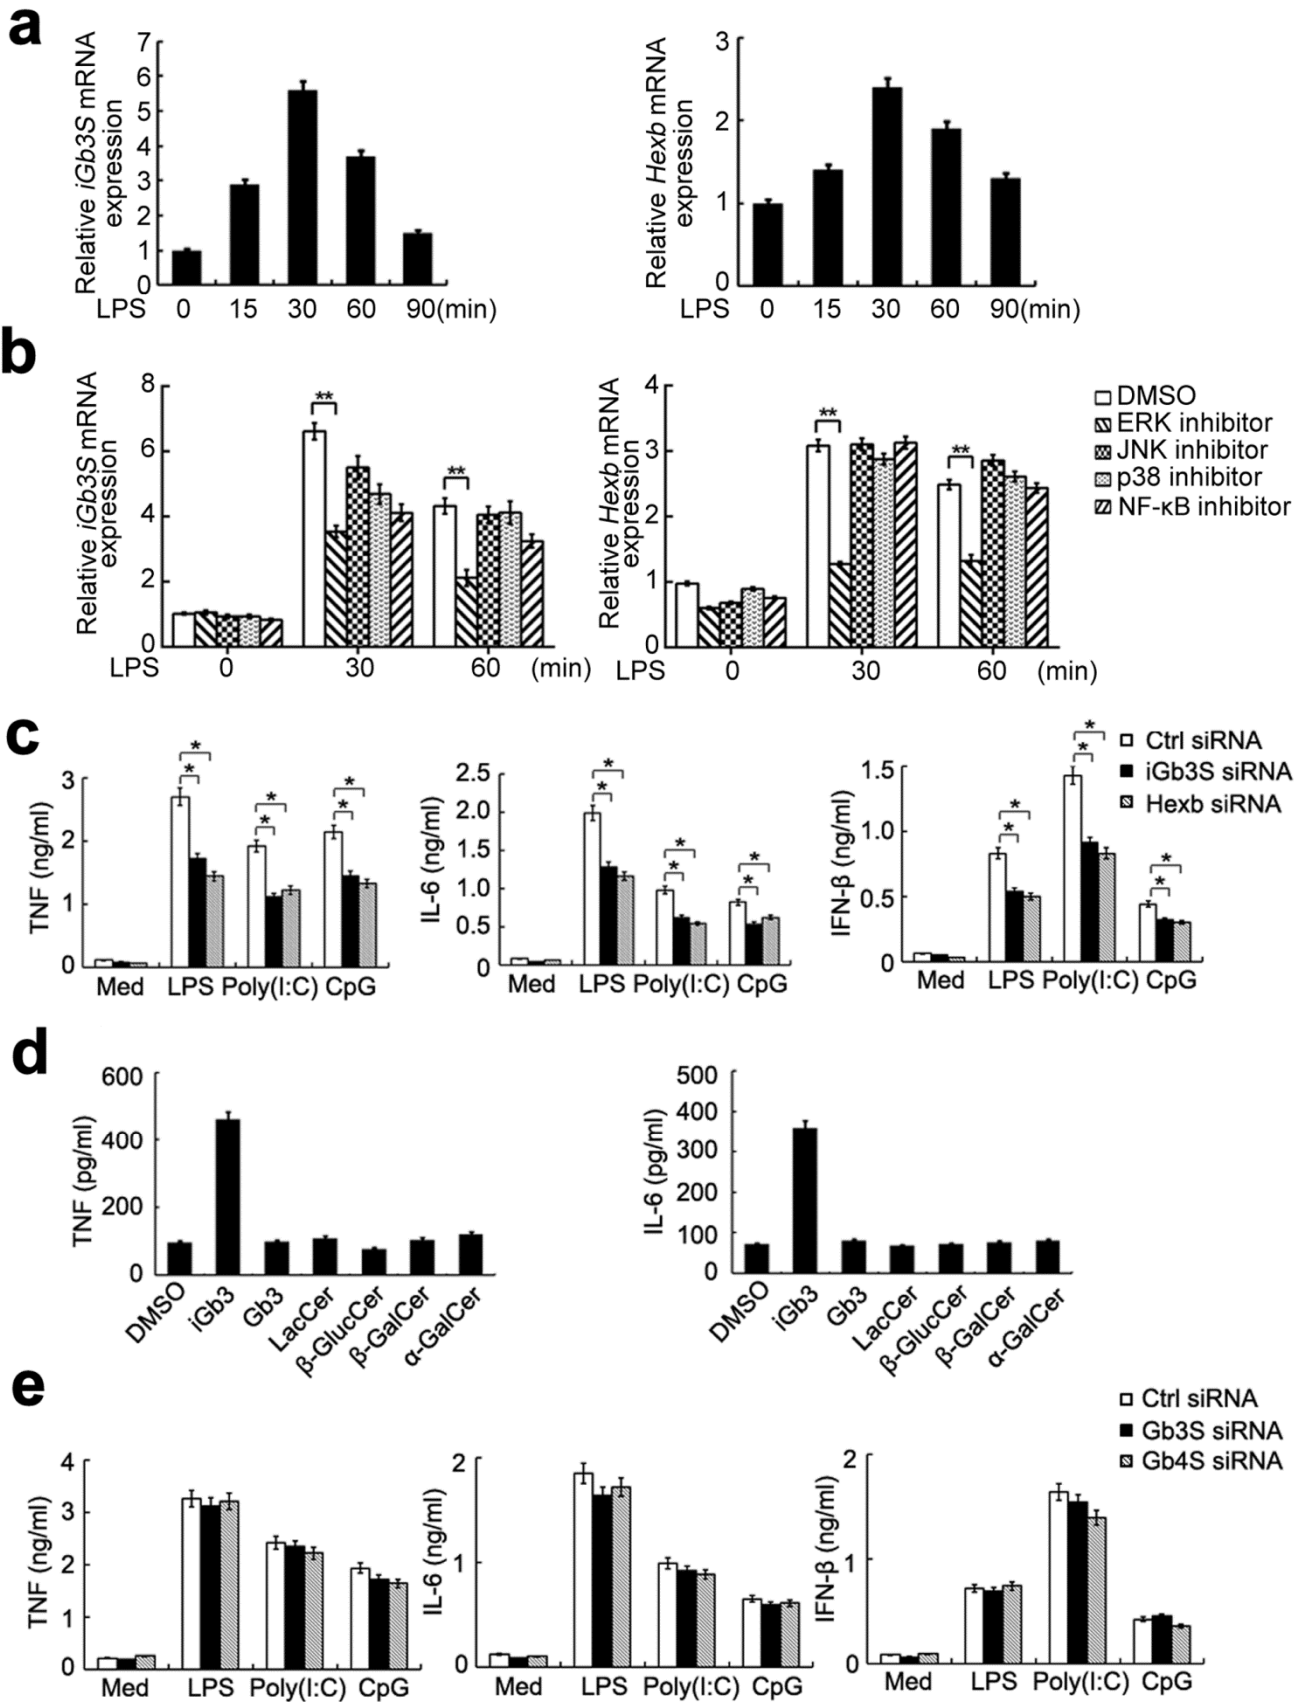 a
Relative iGb3S mRNA
expression
7
6
5
4
3
2
1
0
LPS 0 15 30 60 90(min)
Relative Hexb mRNA
expression
3
2
1
0
LPS 0 15 30 60 90(min)
b
Relative iGb3S mRNA
expression
8
6
4
2
0
** **
LPS 0 30 60 (min)
Relative Hexb mRNA
expression
4
3
2
1
0
** **
LPS 0 30 60 (min)
DMSO
ERK inhibitor
JNK inhibitor
p38 inhibitor
NF-κB inhibitor
c
TNF (ng/ml)
3
2
1
0
* * * * * *
Med LPS Poly(I:C) CpG
IL-6 (ng/ml)
2.5
2.0
1.5
1.0
0.5
0
* * * * * *
Med LPS Poly(I:C) CpG
IFN-β (ng/ml)
1.5
1.0
0.5
0
* * * * * *
Med LPS Poly(I:C) CpG
Ctrl siRNA
iGb3S siRNA
Hexb siRNA
d
TNF (pg/ml)
600
400
200
0
DMSO iGb3 Gb3 LacCer β-GlucCer β-GalCer α-GalCer
IL-6 (pg/ml)
500
400
300
200
100
0
DMSO iGb3 Gb3 LacCer β-GlucCer β-GalCer α-GalCer
e
Ctrl siRNA
Gb3S siRNA
Gb4S siRNA
TNF (ng/ml)
4
3
2
1
0
Med LPS Poly(I:C) CpG
IL-6 (ng/ml)
2
1
0
Med LPS Poly(I:C) CpG
IFN-β (ng/ml)
2
1
0
Med LPS Poly(I:C) CpG